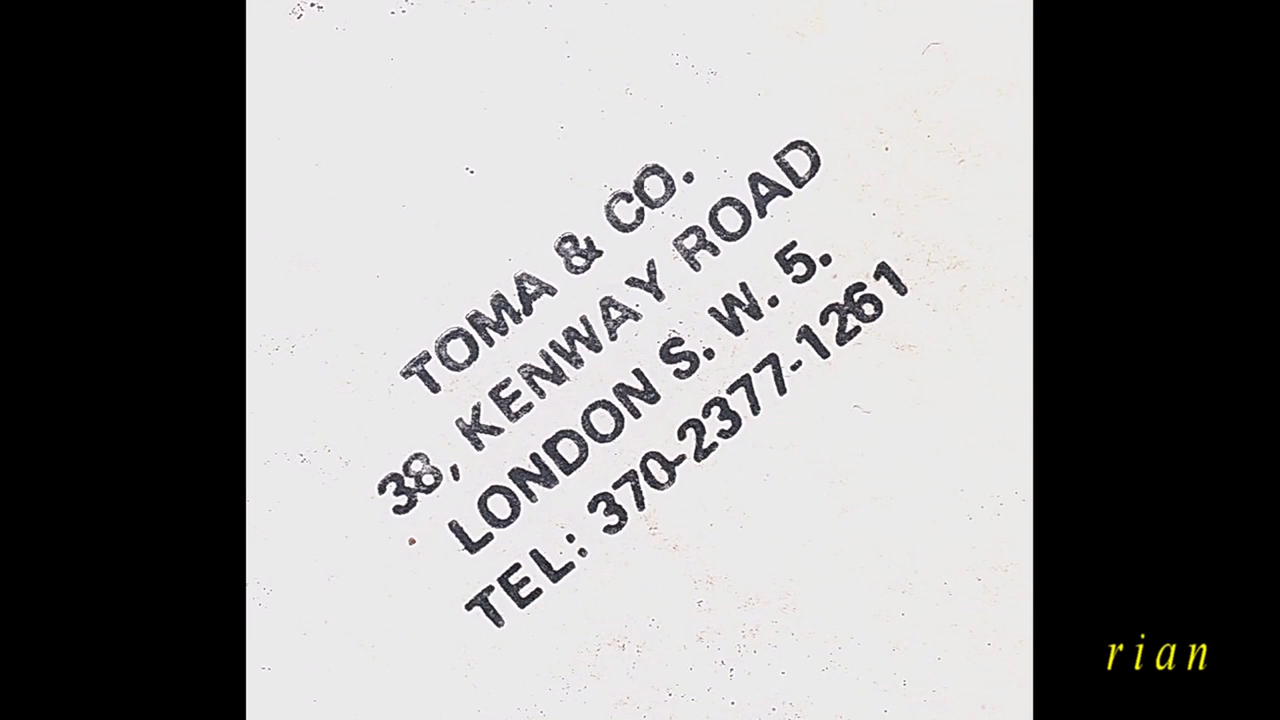 TOMA & CO.
38, KENWAY ROAD
LONDON S. W. 5.
TEL: 370-2377-1261
rian